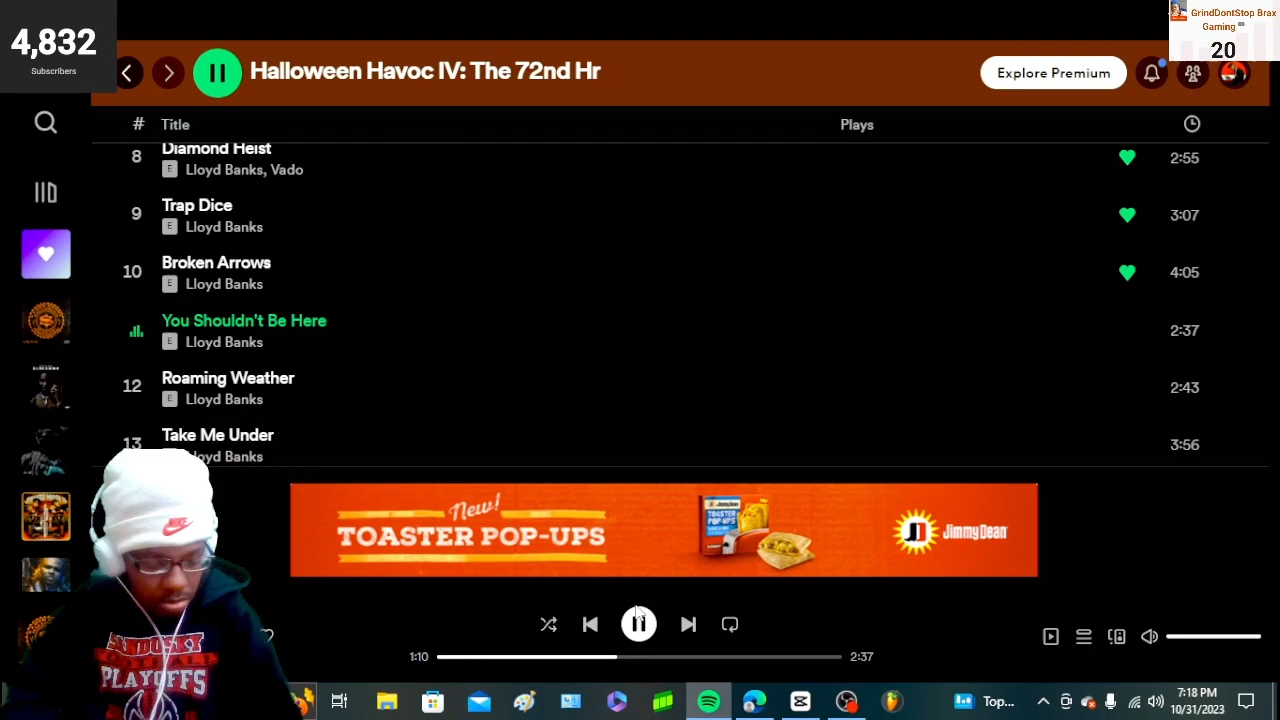 4,832
Subscribers
GrindDontStop Brax
Gaming
20
Halloween Havoc IV: The 72nd Hr
Explore Premium
# Title Plays
8 Diamond Heist 2:55
E Lloyd Banks, Vado
9 Trap Dice 3:07
E Lloyd Banks
10 Broken Arrows 4:05
E Lloyd Banks
You Shouldn't Be Here 2:37
E Lloyd Banks
12 Roaming Weather 2:43
E Lloyd Banks
13 Take Me Under 3:56
Lloyd Banks
New!
TOASTER POP-UPS
JimmyDean
SANDUSKY
PLAYOFFS
1:10 2:37
Top...
7:18 PM
10/31/2023